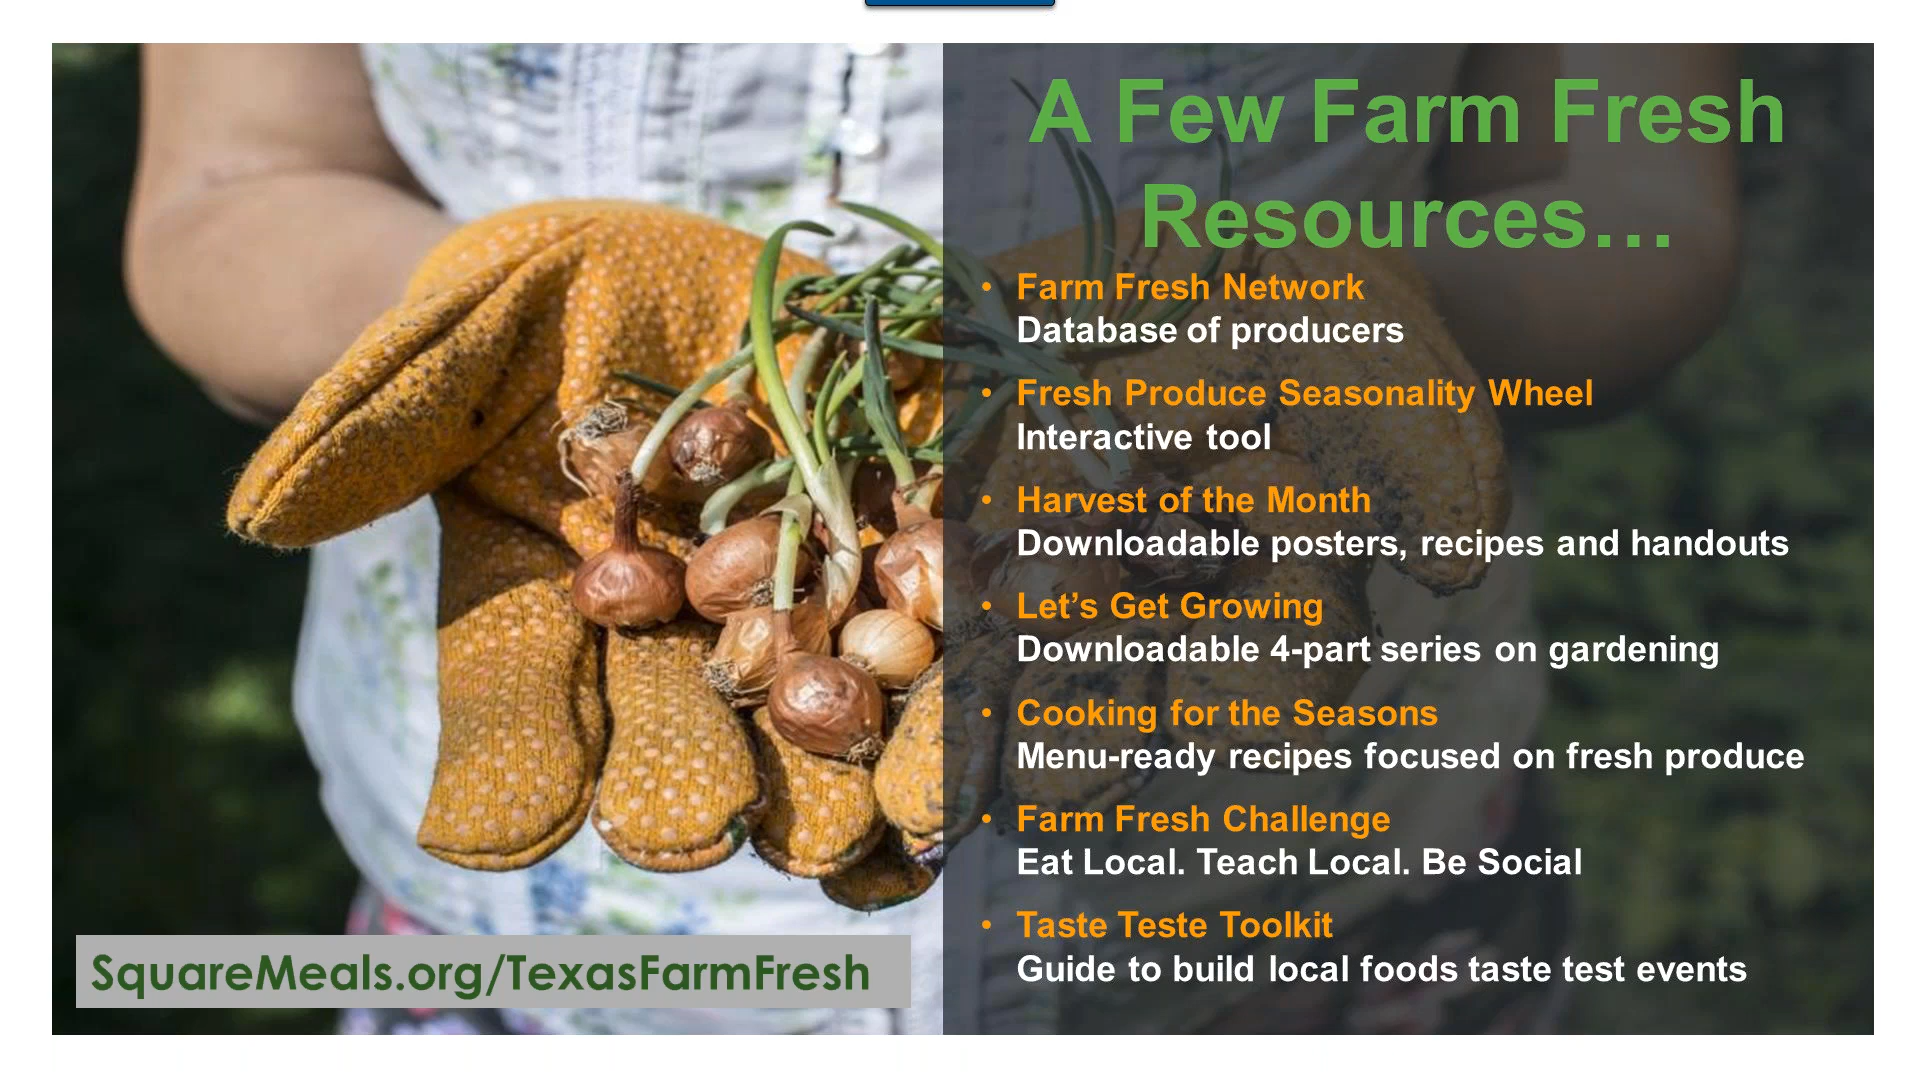 A Few Farm Fresh
Resources…
• Farm Fresh Network
Database of producers
• Fresh Produce Seasonality Wheel
Interactive tool
• Harvest of the Month
Downloadable posters, recipes and handouts
• Let’s Get Growing
Downloadable 4-part series on gardening
• Cooking for the Seasons
Menu-ready recipes focused on fresh produce
• Farm Fresh Challenge
Eat Local. Teach Local. Be Social
• Taste Teste Toolkit
Guide to build local foods taste test events
SquareMeals.org/TexasFarmFresh